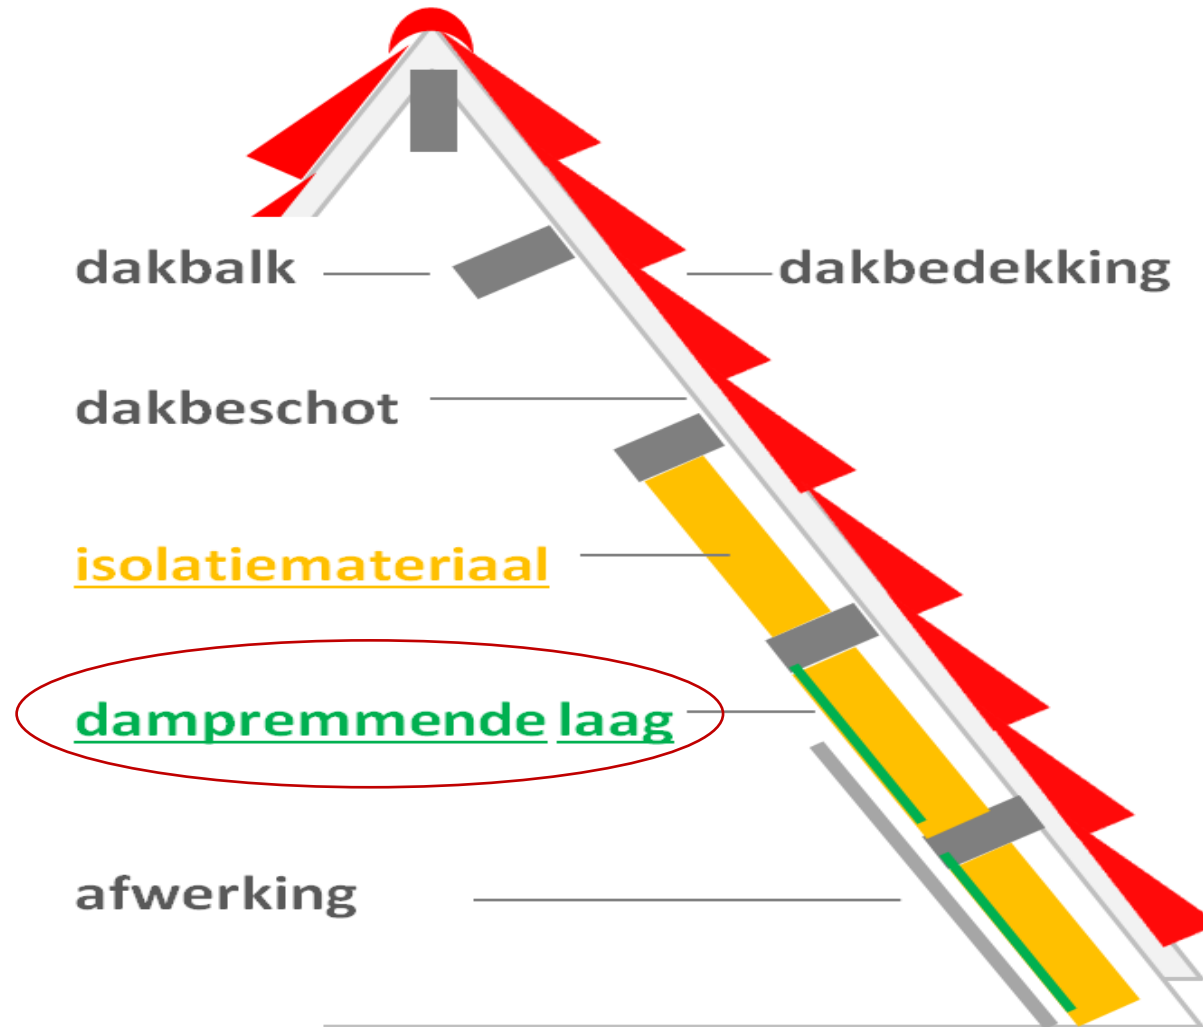 dakbalk
dakbedekking
dakbeschot
isolatiemateriaal
dampremmende laag
afwerking